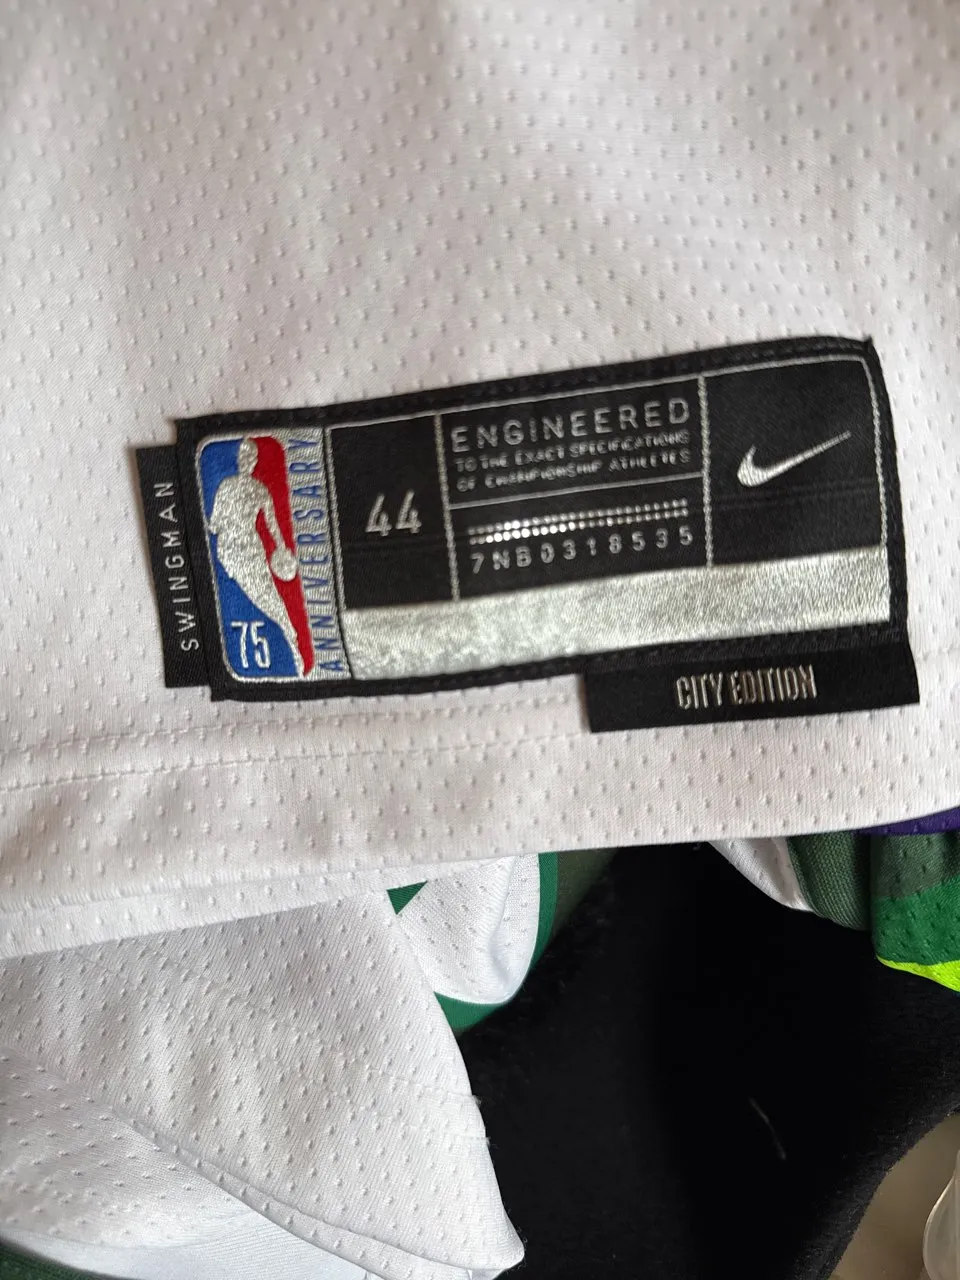 SWINGMAN
75
ANNIVERSARY
44
ENGINEERED
TO THE EXACT SPECIFICATIONS
OF CHAMPIONSHIP ATHLETES
7NB0318535
CITY EDITION